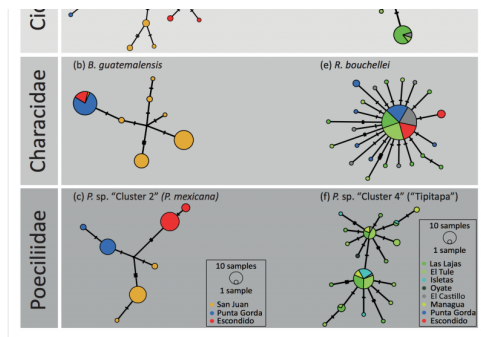 Cic
Characidae
(b) B. guatemalensis
(e) R. bouchellei
Poeciliidae
(c) P. sp. “Cluster 2” (P. mexicana)
(f) P. sp. “Cluster 4” (“Tipitapa”)
10 samples
1 sample
San Juan
Punta Gorda
Escondido
10 samples
1 sample
Las Lajas
El Tule
Isletas
Oyate
El Castillo
Managua
Punta Gorda
Escondido